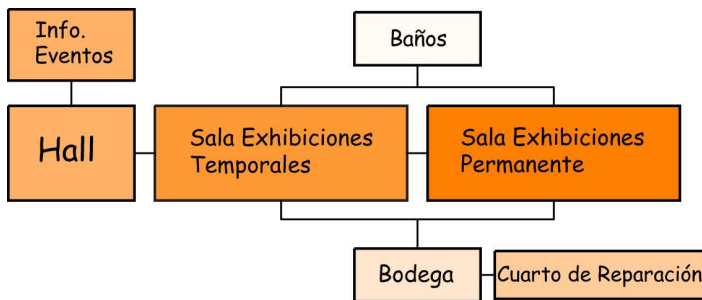 Info.
Eventos
Baños
Hall
Sala Exhibiciones
Temporales
Sala Exhibiciones
Permanente
Bodega
Cuarto de Reparación